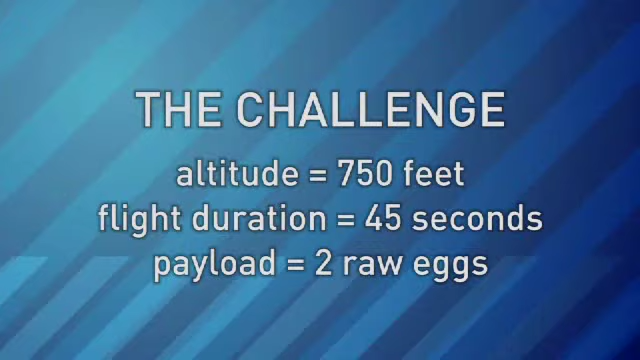 THE CHALLENGE
altitude = 750 feet
flight duration = 45 seconds
payload = 2 raw eggs